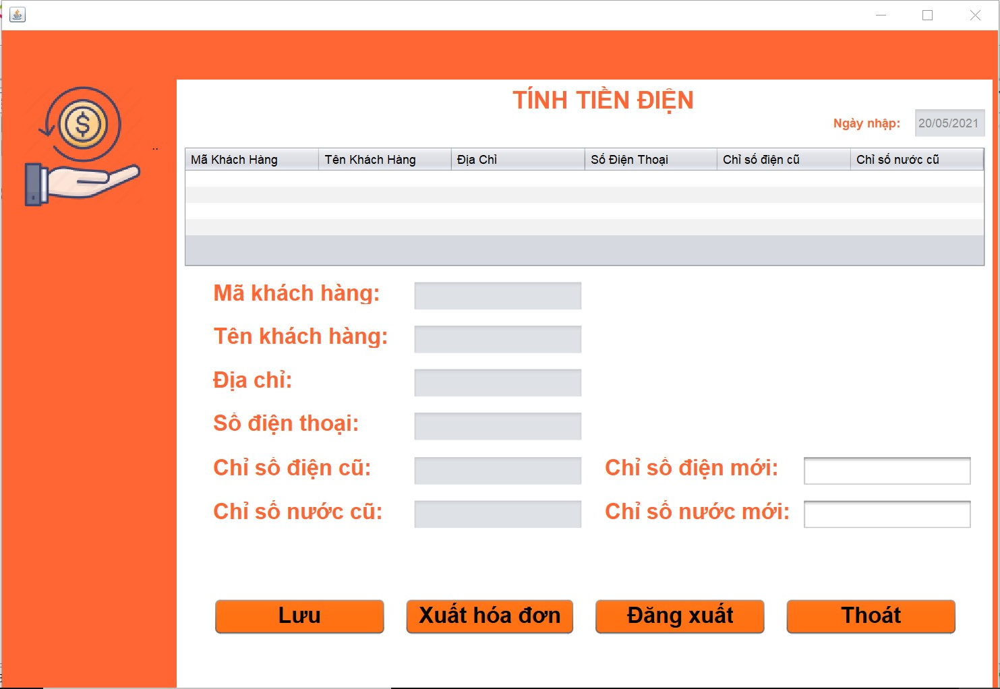 TÍNH TIỀN ĐIỆN
Ngày nhập: 20/05/2021
..
Mã Khách Hàng Tên Khách Hàng Địa Chỉ Số Điện Thoại Chỉ số điện cũ Chỉ số nước cũ
Mã khách hàng:
Tên khách hàng:
Địa chỉ:
Số điện thoại:
Chỉ số điện cũ: Chỉ số điện mới:
Chỉ số nước cũ: Chỉ số nước mới:
Lưu Xuất hóa đơn Đăng xuất Thoát